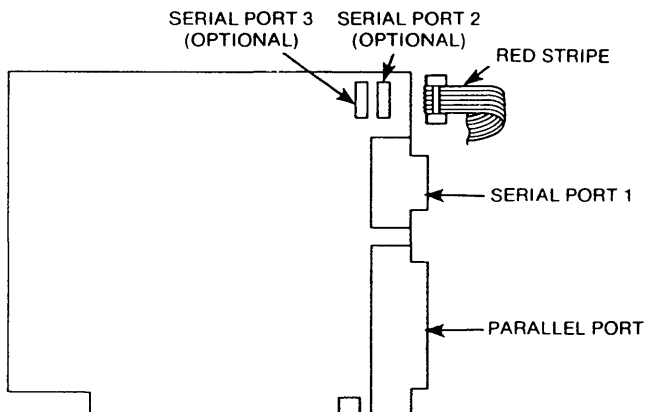 SERIAL PORT 3
(OPTIONAL)
SERIAL PORT 2
(OPTIONAL)
RED STRIPE
SERIAL PORT 1
PARALLEL PORT